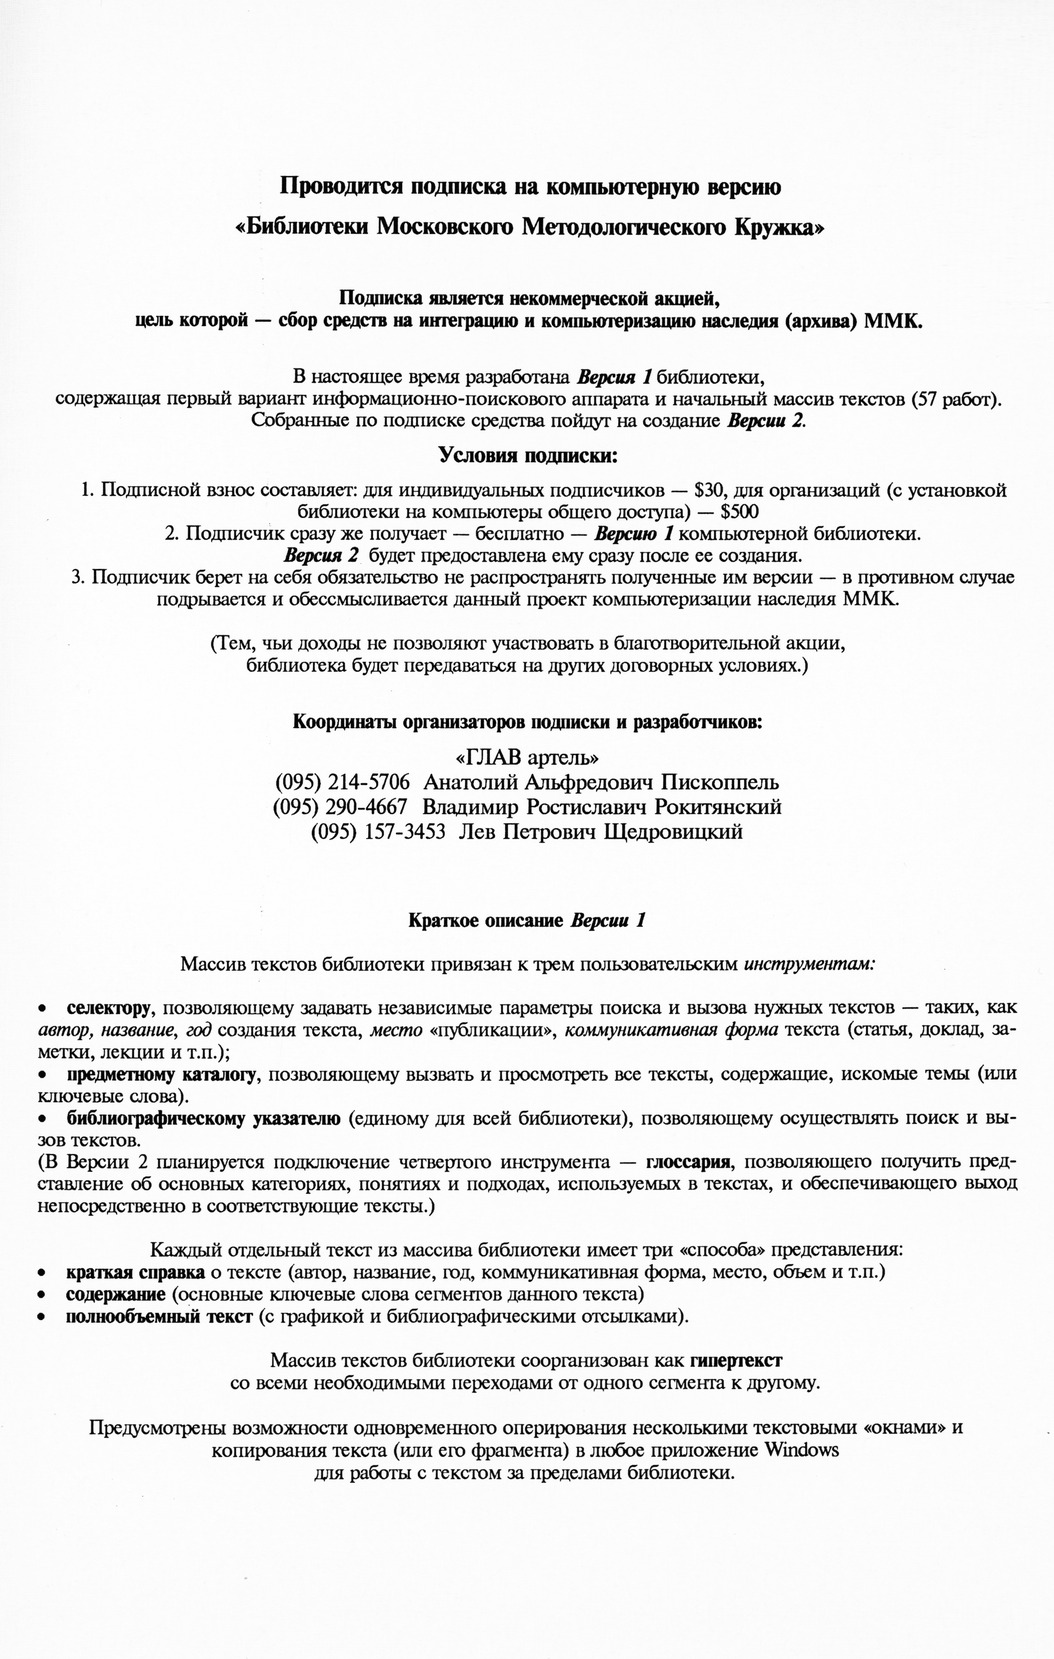 Проводится подписка на компьютерную версию
«Библиотеки Московского Методологического Кружка»
Подписка является некоммерческой акцией,
цель которой — сбор средств на интеграцию и компьютеризацию наследия (архива) ММК.
В настоящее время разработана Версия 1 библиотеки,
содержащая первый вариант информационно-поискового аппарата и начальный массив текстов (57 работ).
Собранные по подписке средства пойдут на создание Версии 2.
Условия подписки:
1. Подписной взнос составляет: для индивидуальных подписчиков — $30, для организаций (с установкой
библиотеки на компьютеры общего доступа) — $500
2. Подписчик сразу же получает — бесплатно — Версию 1 компьютерной библиотеки.
Версия 2 будет предоставлена ему сразу после ее создания.
3. Подписчик берет на себя обязательство не распространять полученные им версии — в противном случае
подрывается и обессмысливается данный проект компьютеризации наследия ММК.
(Тем, чьи доходы не позволяют участвовать в благотворительной акции,
библиотека будет передаваться на других договорных условиях.)
Координаты организаторов подписки и разработчиков:
«ГЛАВ артель»
(095) 214-5706 Анатолий Альфредович Пископпель
(095) 290-4667 Владимир Ростиславич Рокитянский
(095) 157-3453 Лев Петрович Щедровицкий
Краткое описание Версии 1
Массив текстов библиотеки привязан к трем пользовательским инструментам:
• селектору, позволяющему задавать независимые параметры поиска и вызова нужных текстов — таких, как
автор, название, год создания текста, место «публикации», коммуникативная форма текста (статья, доклад, за-
метки, лекции и т.п.);
• предметному каталогу, позволяющему вызвать и просмотреть все тексты, содержащие, искомые темы (или
ключевые слова).
• библиографическому указателю (единому для всей библиотеки), позволяющему осуществлять поиск и вы-
зов текстов.
(В Версии 2 планируется подключение четвертого инструмента — глоссария, позволяющего получить пред-
ставление об основных категориях, понятиях и подходах, используемых в текстах, и обеспечивающего выход
непосредственно в соответствующие тексты.)
Каждый отдельный текст из массива библиотеки имеет три «способа» представления:
• краткая справка о тексте (автор, название, год, коммуникативная форма, место, объем и т.п.)
• содержание (основные ключевые слова сегментов данного текста)
• полнообъемный текст (с графикой и библиографическими отсылками).
Массив текстов библиотеки соорганизован как гипертекст
со всеми необходимыми переходами от одного сегмента к другому.
Предусмотрены возможности одновременного оперирования несколькими текстовыми «окнами» и
копирования текста (или его фрагмента) в любое приложение Windows
для работы с текстом за пределами библиотеки.